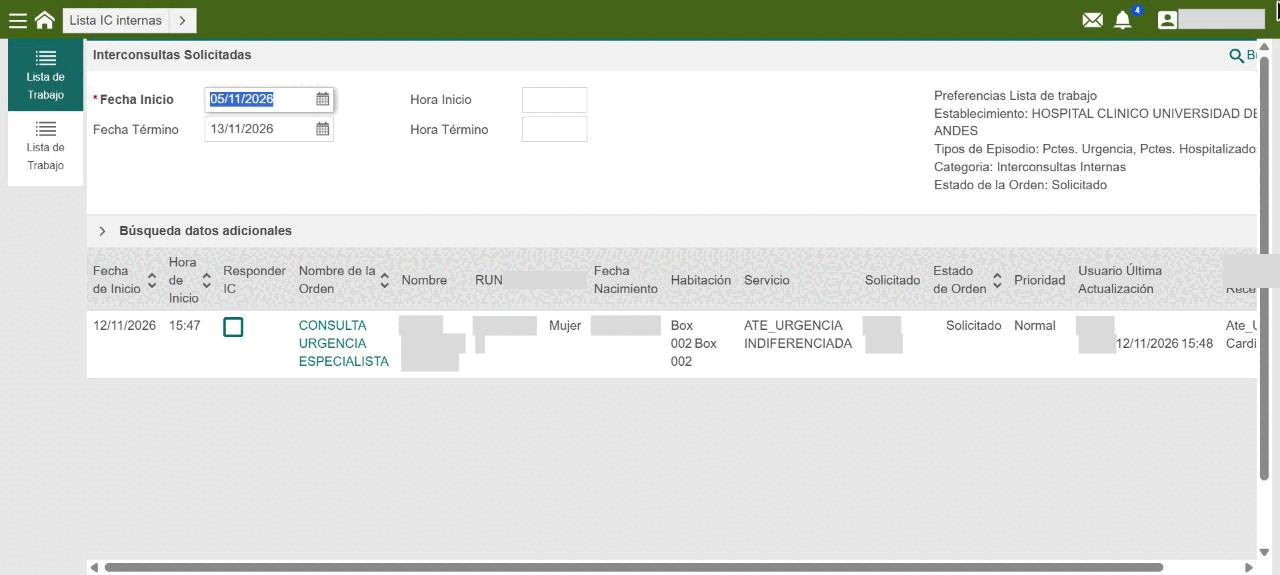 Lista IC internas
4
Lista de
Trabajo
Lista de
Trabajo
Interconsultas Solicitadas
* Fecha Inicio
05/11/2026
Hora Inicio
Fecha Término
13/11/2026
Hora Término
Preferencias Lista de trabajo
Establecimiento: HOSPITAL CLINICO UNIVERSIDAD DE
ANDES
Tipos de Episodio: Pctes. Urgencia, Pctes. Hospitalizado
Categoria: Interconsultas Internas
Estado de la Orden: Solicitado
Búsqueda datos adicionales
Fecha
de Inicio
Hora
de
Inicio
Responder
IC
Nombre de la
Orden
Nombre
RUN
Fecha
Nacimiento
Habitación
Servicio
Solicitado
Estado
de Orden
Prioridad
Usuario Última
Actualización
12/11/2026
15:47
CONSULTA
URGENCIA
ESPECIALISTA
Mujer
Box
002 Box
002
ATE_URGENCIA
INDIFERENCIADA
Solicitado
Normal
12/11/2026 15:48
Ate_U
Cardi